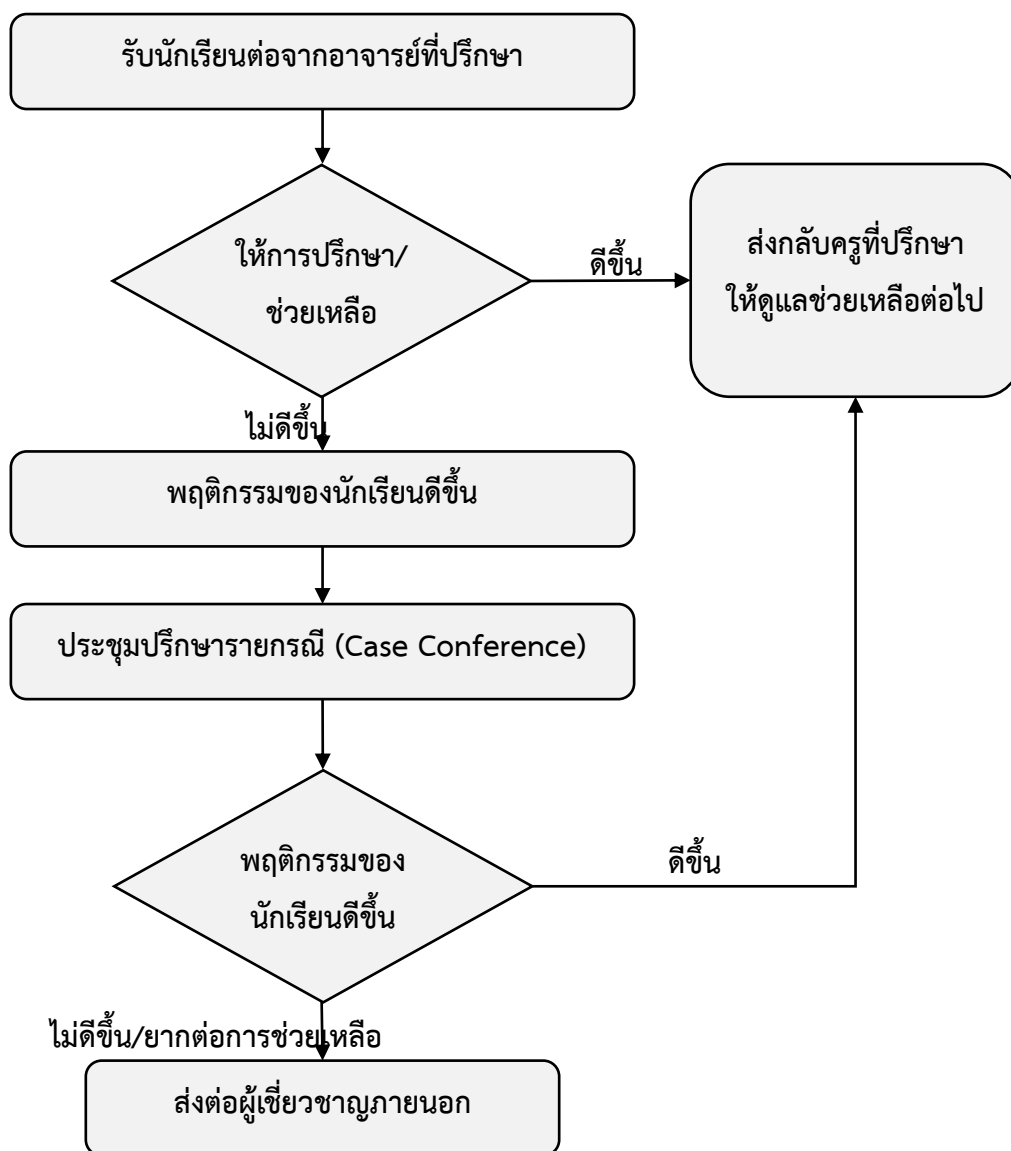 รับนักเรียนต่อจากอาจารย์ที่ปรึกษา
ให้การปรึกษา/
ช่วยเหลือ
ดีขึ้น
ส่งกลับครูที่ปรึกษา
ให้ดูแลช่วยเหลือต่อไป
ไม่ดีขึ้น
พฤติกรรมของนักเรียนดีขึ้น
ประชุมปรึกษารายกรณี (Case Conference)
พฤติกรรมของ
นักเรียนดีขึ้น
ดีขึ้น
ไม่ดีขึ้น/ยากต่อการช่วยเหลือ
ส่งต่อผู้เชี่ยวชาญภายนอก